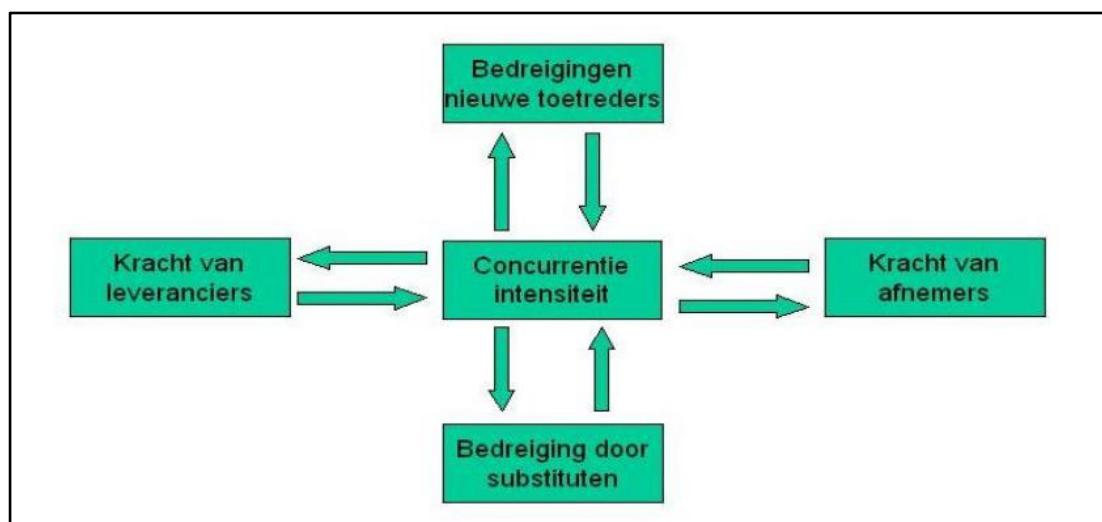 Bedreigingen
nieuwe toetreders
Kracht van
leveranciers
Concurrentie
intensiteit
Kracht van
afnemers
Bedreiging door
substituten